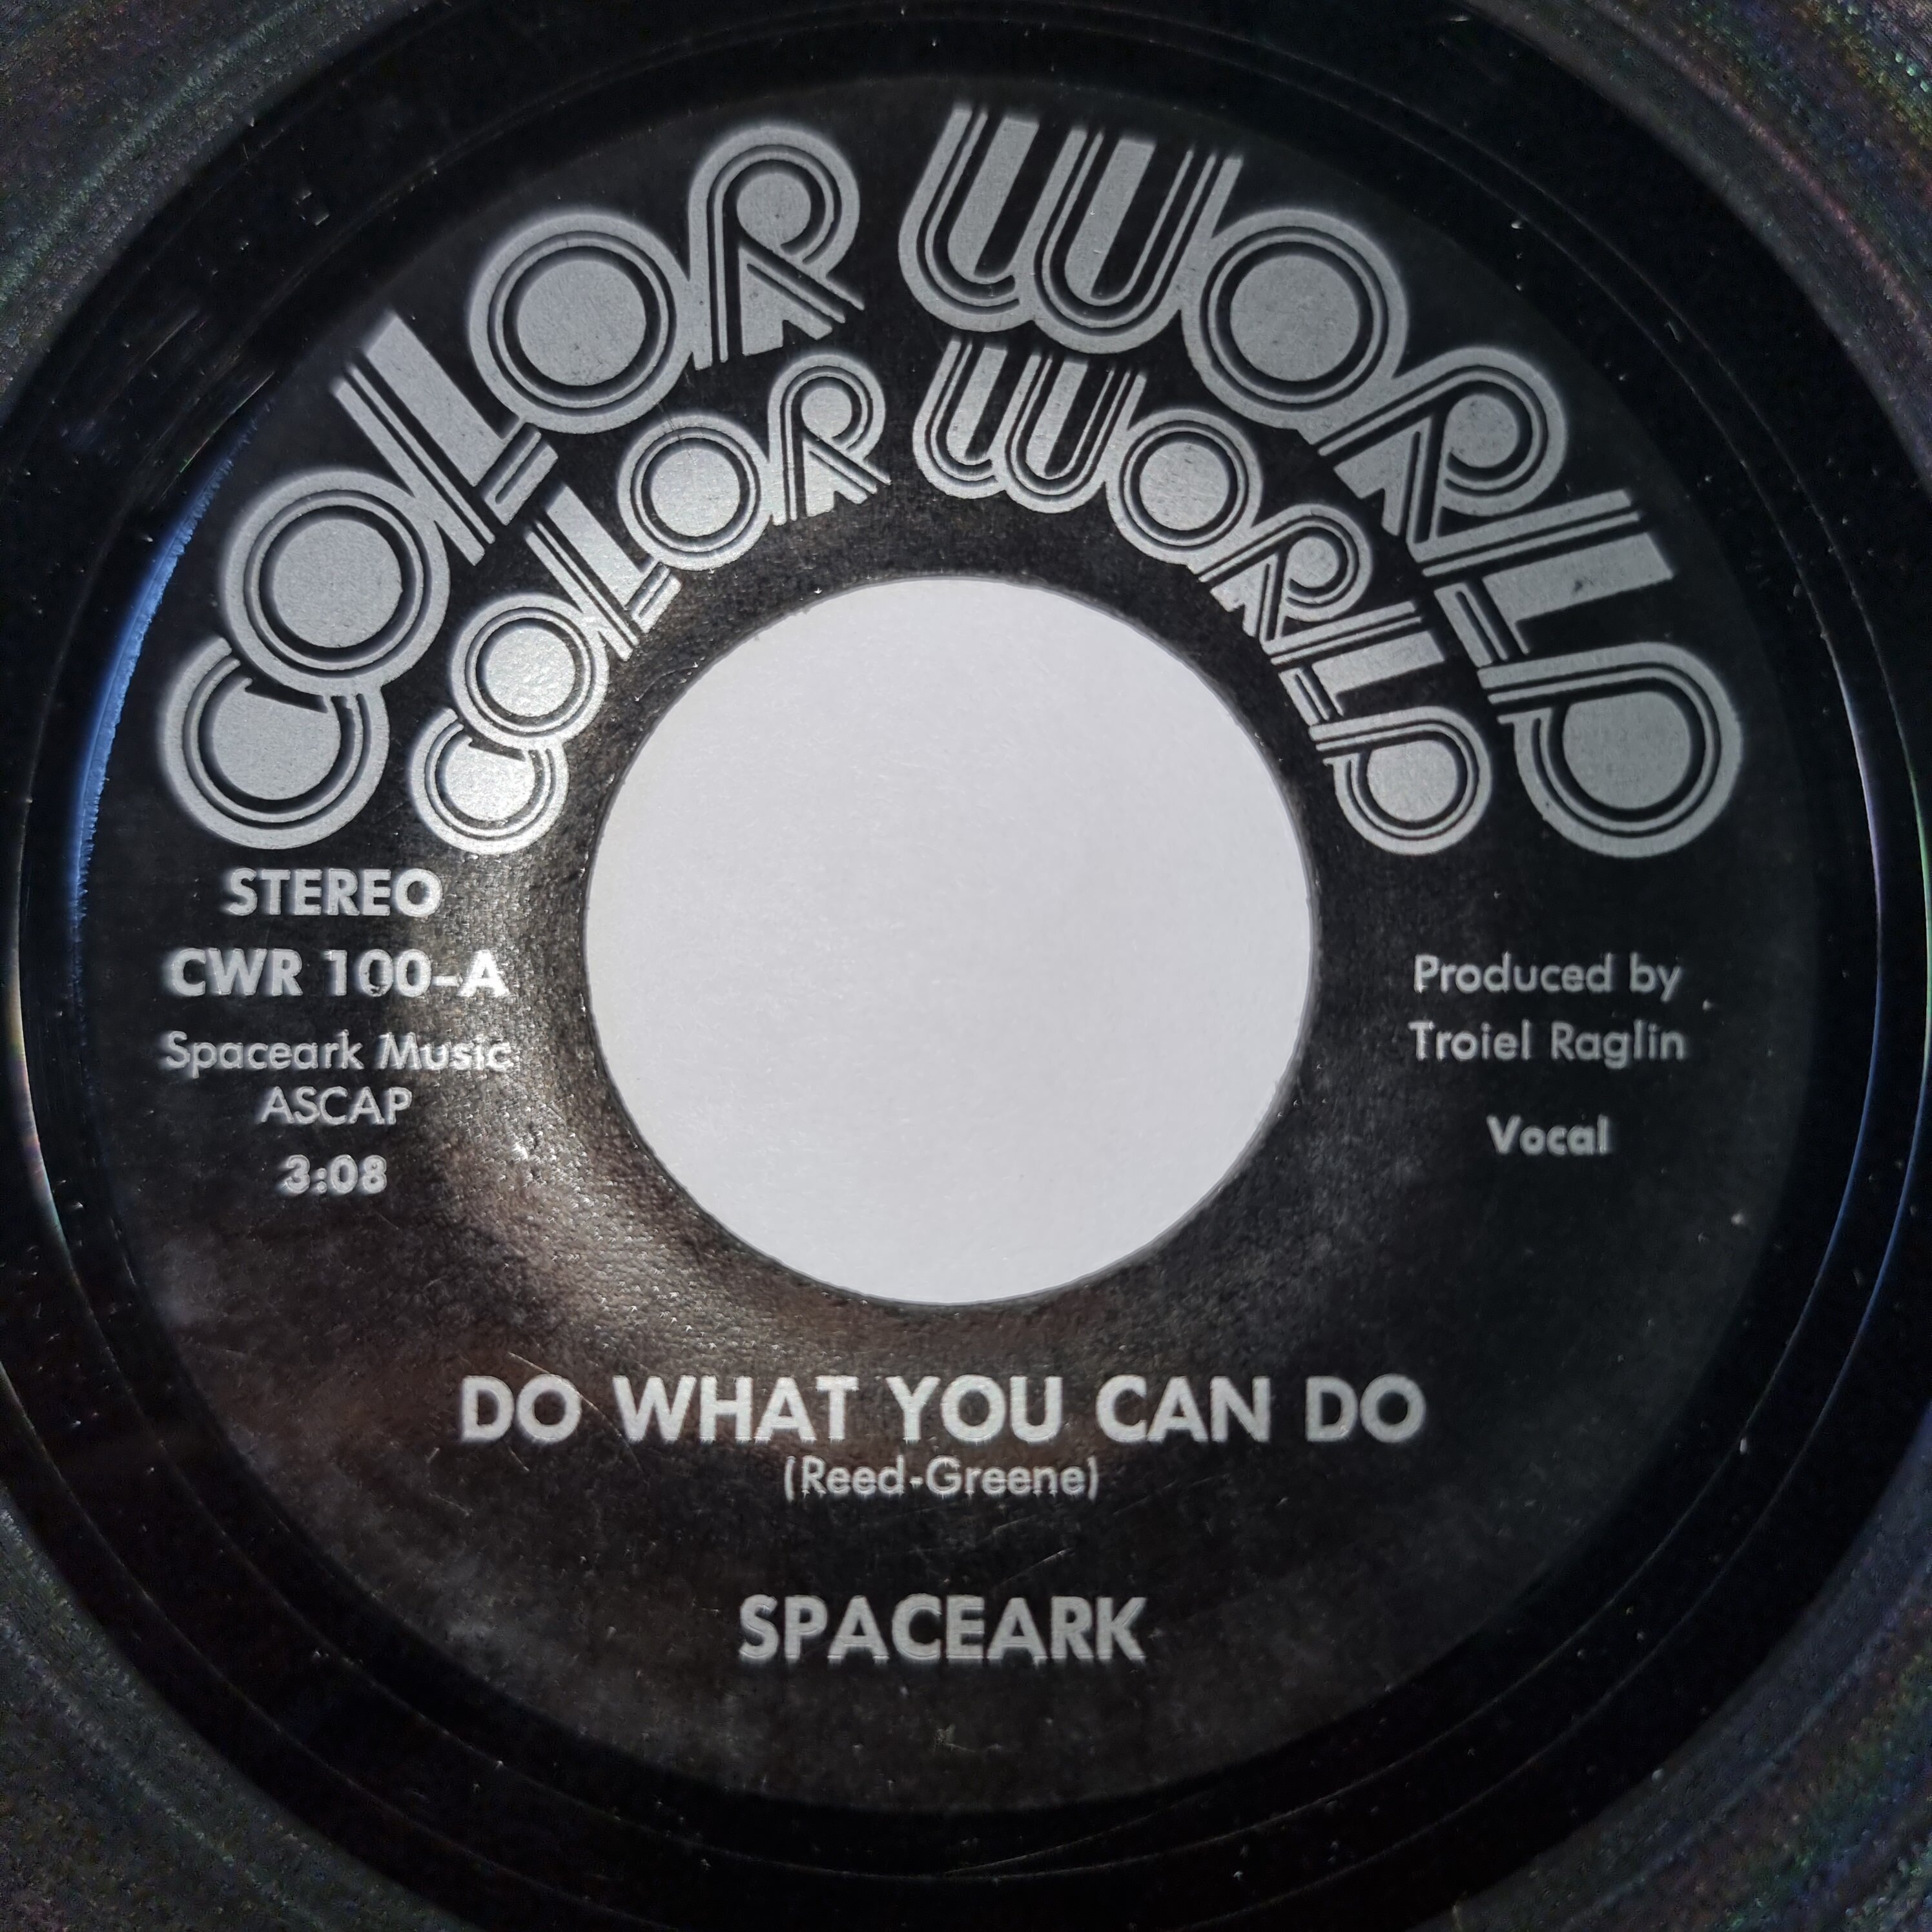 COLOR WORLD
COLOR WORLD
STEREO
CWR 100-A
Spaceark Music
ASCAP
3:08
Produced by
Troiel Raglin
Vocal
DO WHAT YOU CAN DO
(Reed-Greene)
SPACEARK